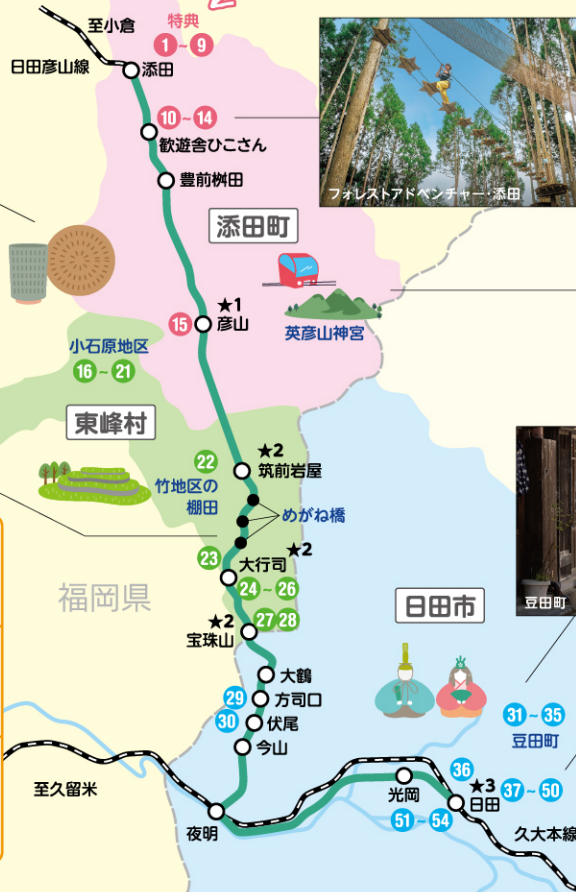 至小倉
特典
1~9
日田彦山線
添田
10~14
歓遊舎ひこさん
豊前桝田
フォレストアドベンチャー・添田
添田町
★1
15
彦山
英彦山神宮
小石原地区
16~21
東峰村
★2
22
筑前岩屋
竹地区の
棚田
めがね橋
★2
23
大行司
24~26
福岡県
日田市
豆田町
★2
27 28
宝珠山
大鶴
29
方司口
30
伏尾
今山
31~35
豆田町
至久留米
36
光岡
★3
日田
37~50
51~54
夜明
久大本線